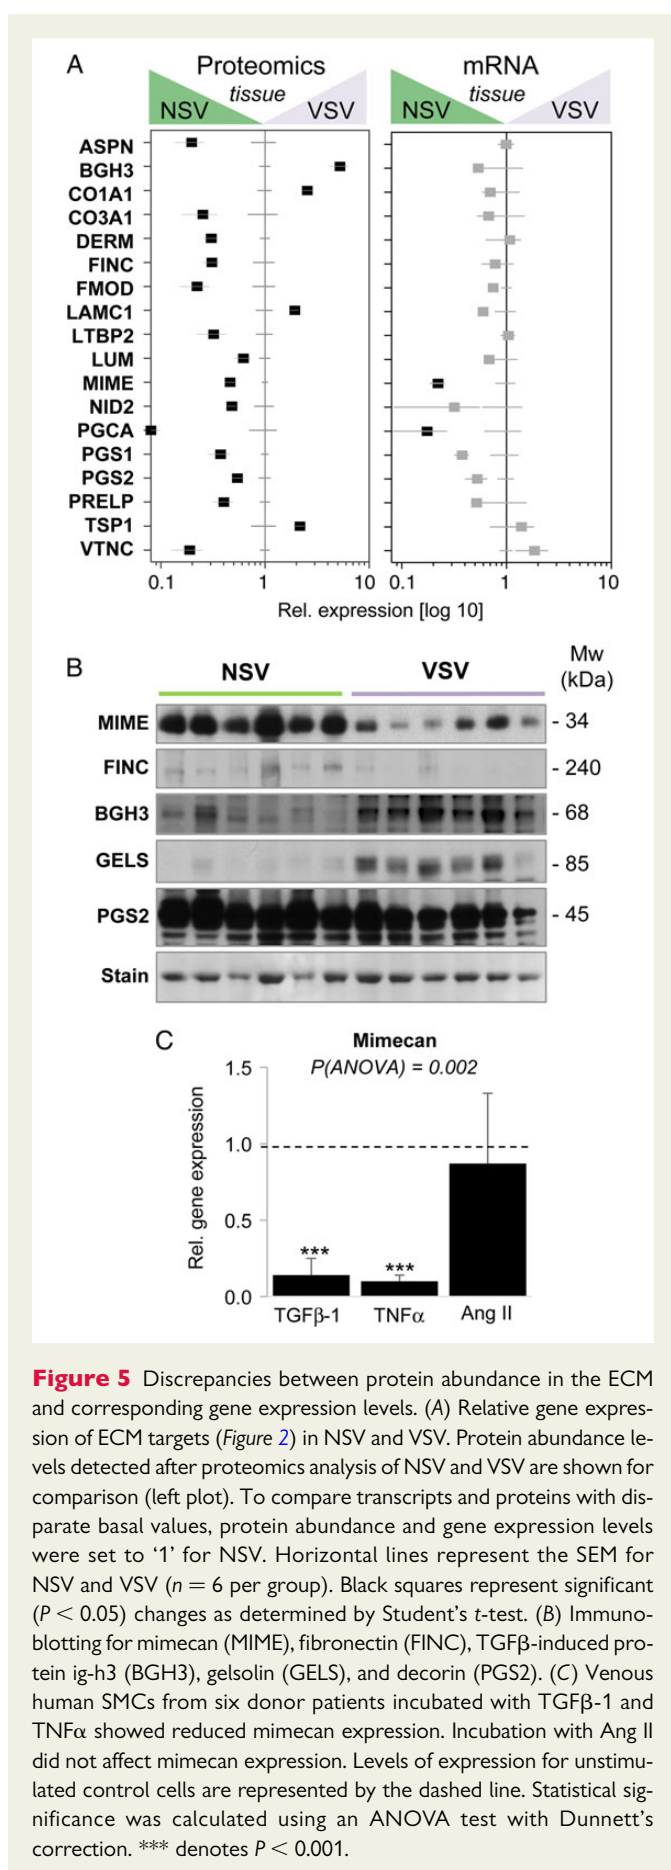 A
Proteomics
mRNA
tissue
tissue
NSV
VSV
NSV
VSV
ASPN
BGH3
CO1A1
CO3A1
DERM
FINC
FMOD
LAMC1
LTBP2
LUM
MIME
NID2
PGCA
PGS1
PGS2
PRELP
TSP1
VTNC
0.1 1 10 0.1 1 10
Rel. expression [log 10]
B
NSV
VSV
Mw
(kDa)
MIME - 34
FINC - 240
BGH3 - 68
GELS - 85
PGS2 - 45
Stain
C
Mimecan
P(ANOVA) = 0.002
Rel. gene expression
1.5
1.0
0.5
0.0
***
***
TGFβ-1 TNFα Ang II
Figure 5 Discrepancies between protein abundance in the ECM
and corresponding gene expression levels. (A) Relative gene expres-
sion of ECM targets (Figure 2) in NSV and VSV. Protein abundance le-
vels detected after proteomics analysis of NSV and VSV are shown for
comparison (left plot). To compare transcripts and proteins with dis-
parate basal values, protein abundance and gene expression levels
were set to ‘1’ for NSV. Horizontal lines represent the SEM for
NSV and VSV (n = 6 per group). Black squares represent significant
(P < 0.05) changes as determined by Student’s t-test. (B) Immuno-
blotting for mimecan (MIME), fibronectin (FINC), TGFβ-induced pro-
tein ig-h3 (BGH3), gelsolin (GELS), and decorin (PGS2). (C) Venous
human SMCs from six donor patients incubated with TGFβ-1 and
TNFα showed reduced mimecan expression. Incubation with Ang II
did not affect mimecan expression. Levels of expression for unstimu-
lated control cells are represented by the dashed line. Statistical sig-
nificance was calculated using an ANOVA test with Dunnett’s
correction. *** denotes P < 0.001.